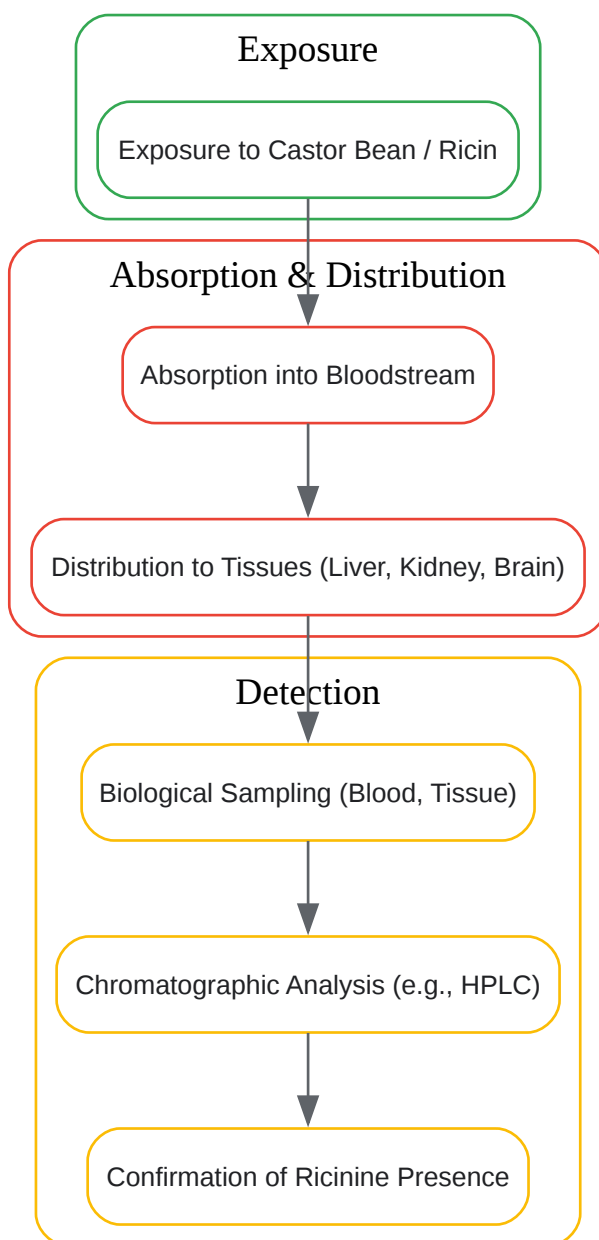 Exposure
Exposure to Castor Bean / Ricin
Absorption & Distribution
Absorption into Bloodstream
Distribution to Tissues (Liver, Kidney, Brain)
Detection
Biological Sampling (Blood, Tissue)
Chromatographic Analysis (e.g., HPLC)
Confirmation of Ricinine Presence